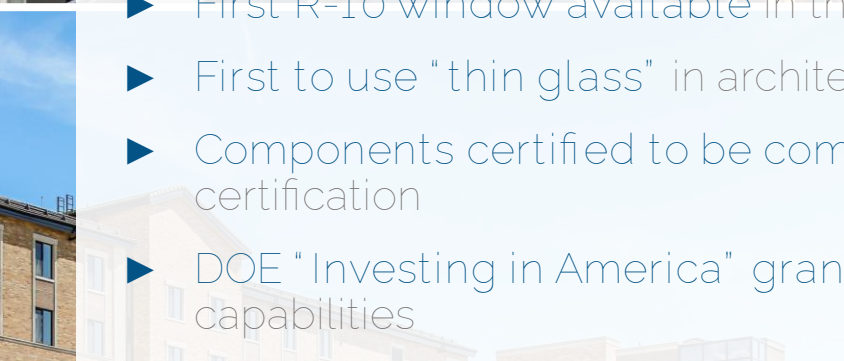 First R-10 window available in th
First to use “thin glass” in archite
Components certified to be com
certification
DOE “Investing in America” gran
capabilities